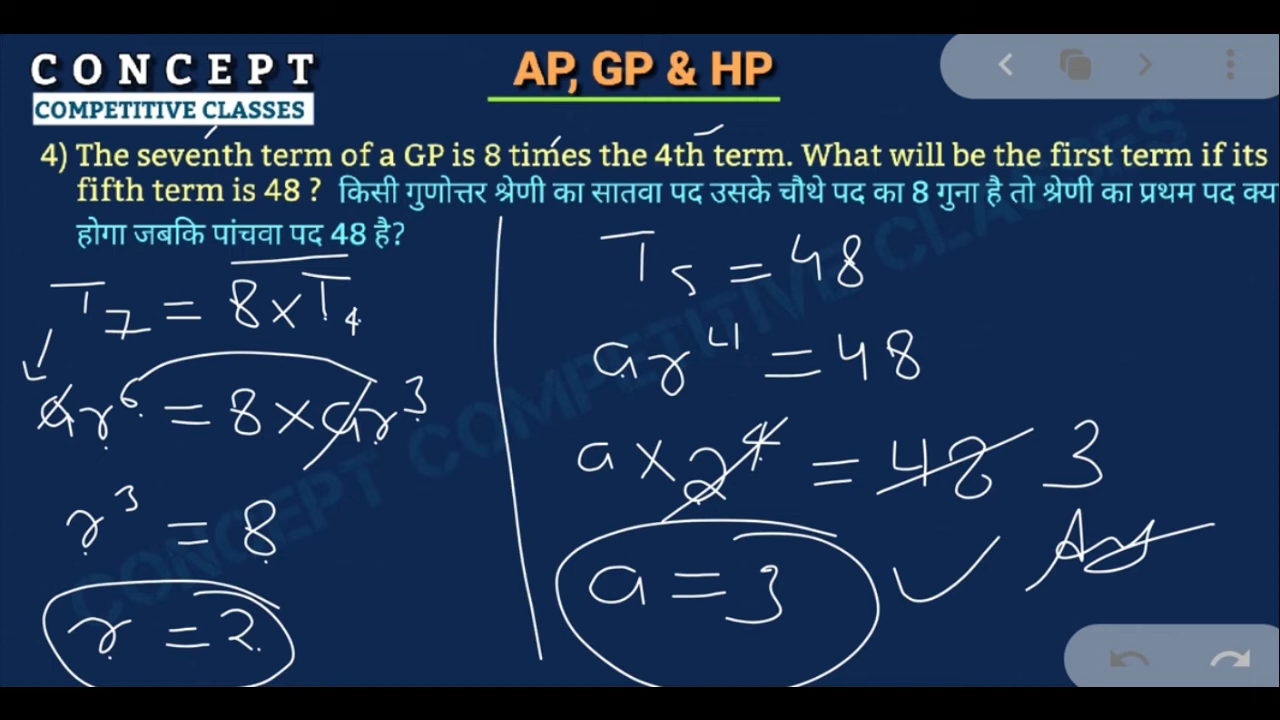 CONCEPT
COMPETITIVE CLASSES
AP, GP & HP
4) The seventh term of a GP is 8 times the 4th term. What will be the first term if its
fifth term is 48 ? किसी गुणोत्तर श्रेणी का सातवा पद उसके चौथे पद का 8 गुना है तो श्रेणी का प्रथम पद क्य
होगा जबकि पांचवा पद 48 है?
T₇ = 8×T₄
ar⁶ = 8×ar³
r³ = 8
r = 2
T₅ = 48
ar⁴ = 48
a×2⁴ = 48 3
a = 3 Ans
CONCEPT COMPETITIVE CLASSES